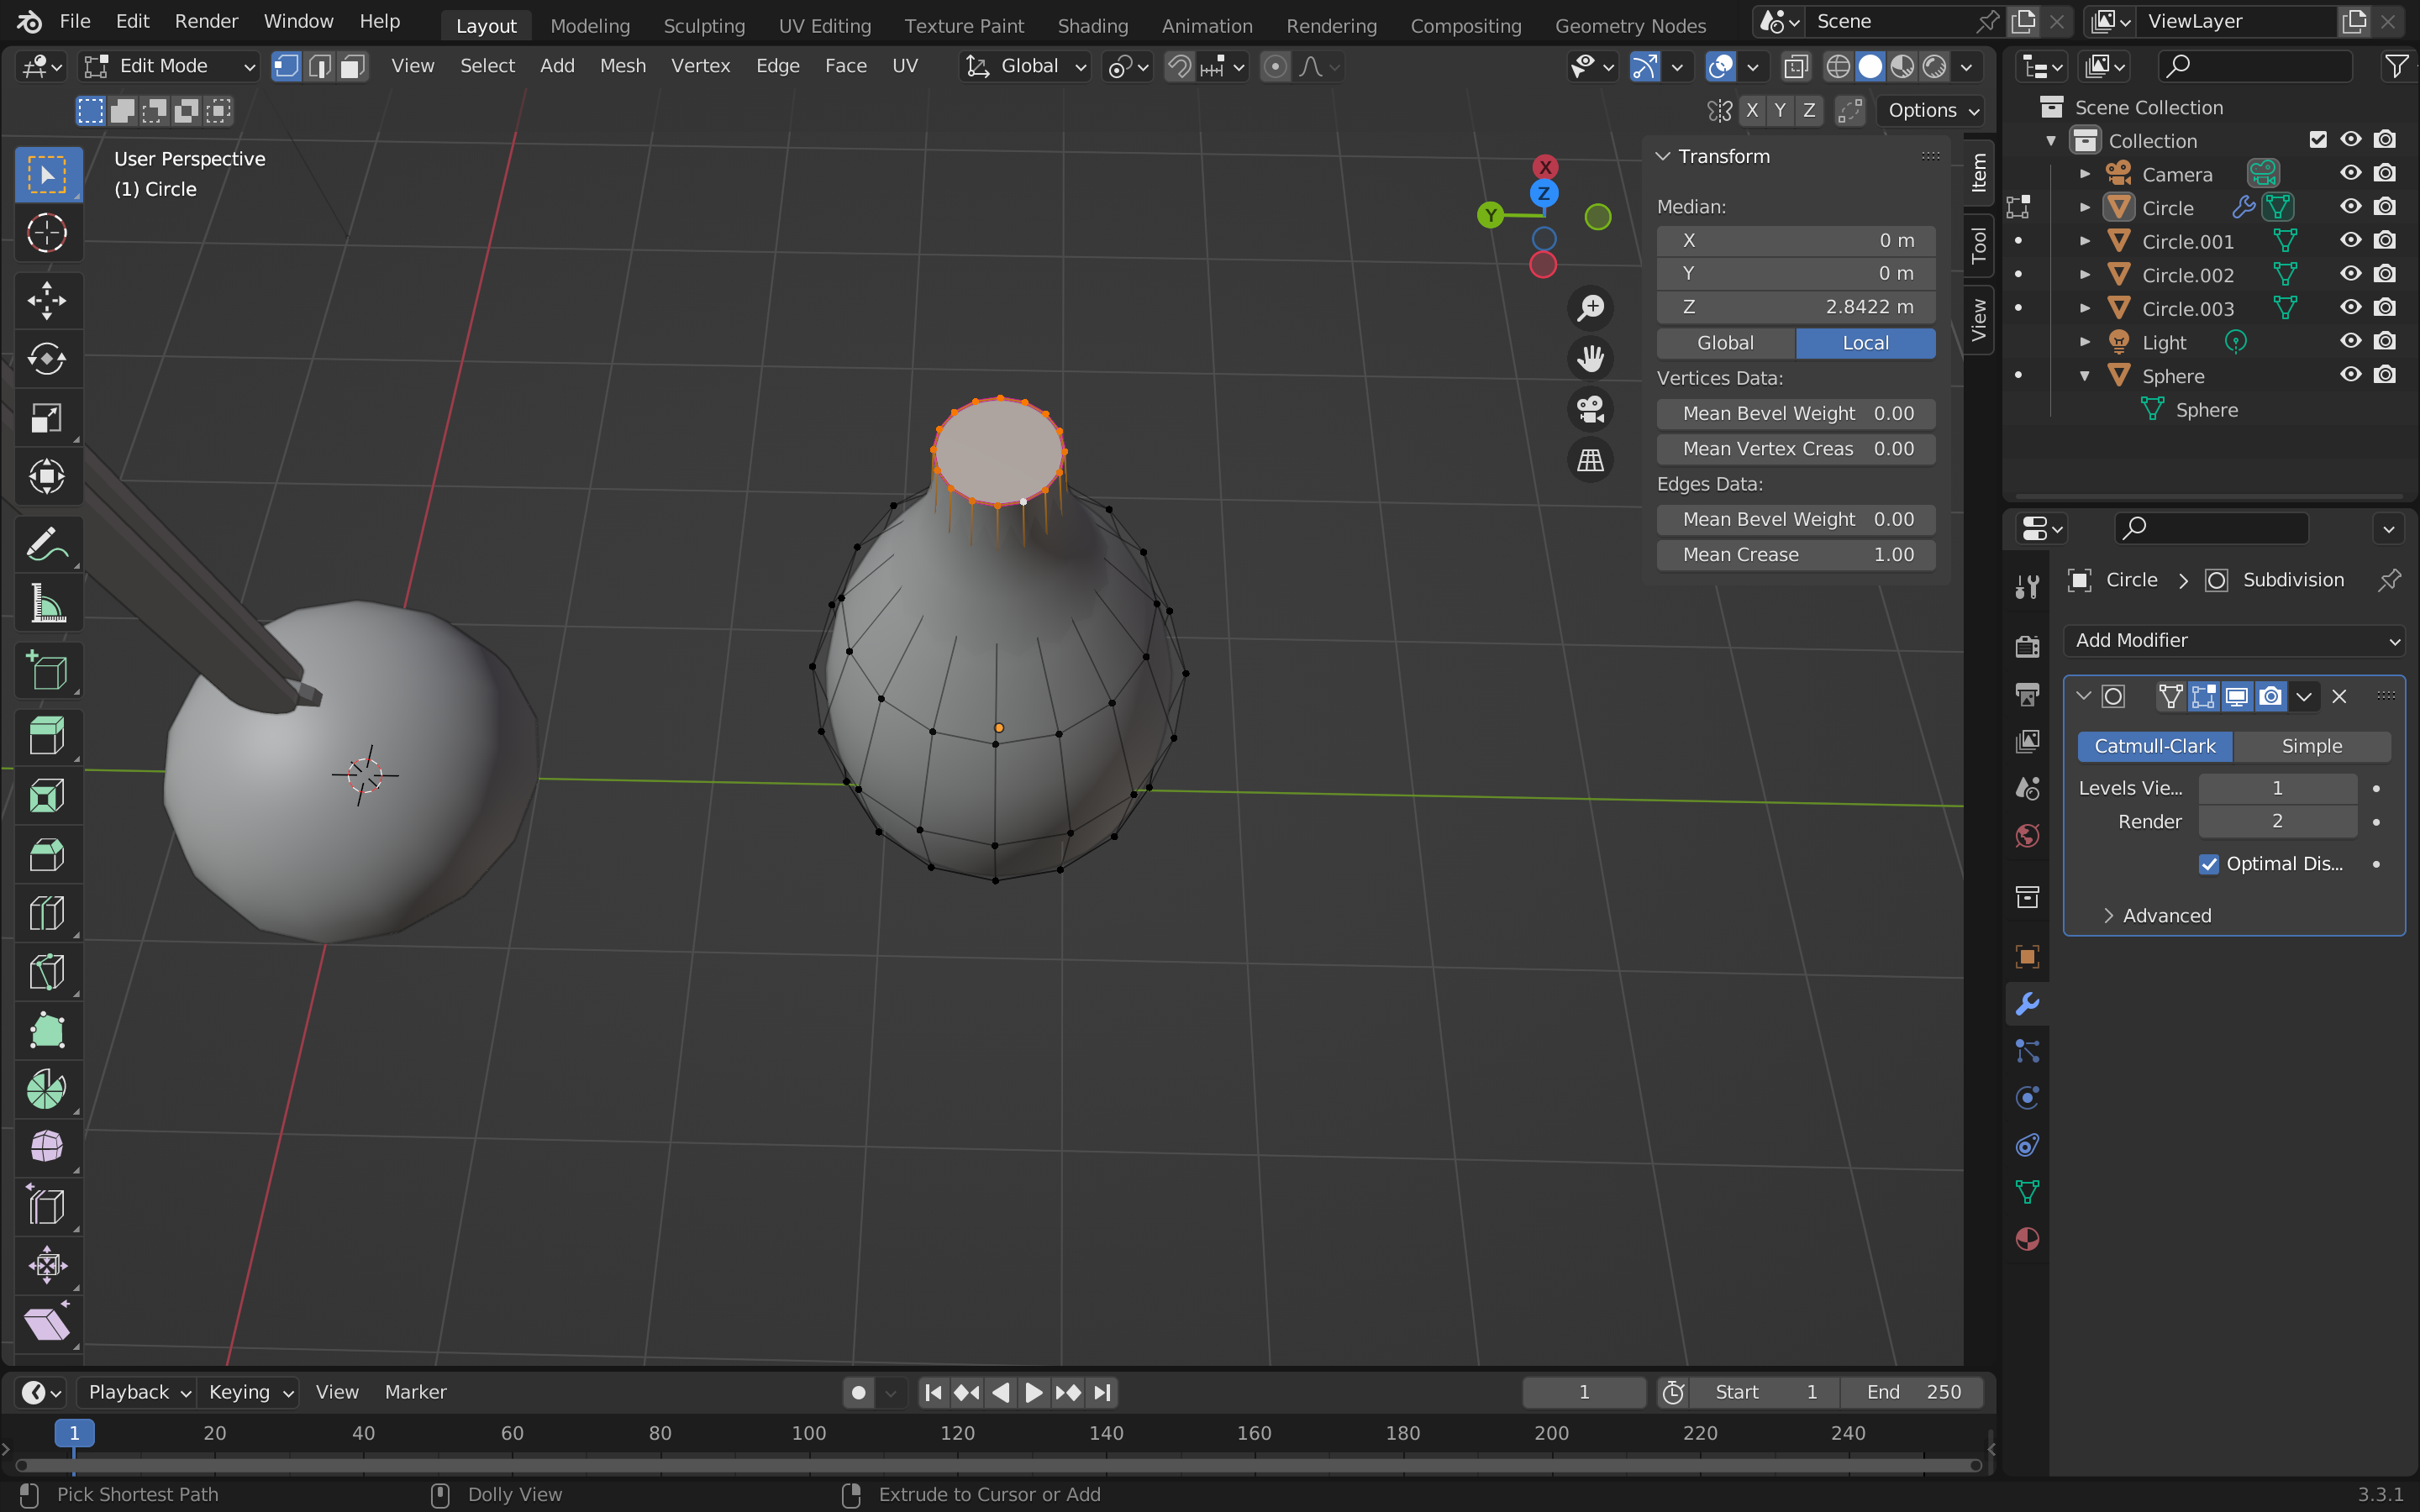 File Edit Render Window Help Layout Modeling Sculpting UV Editing Texture Paint Shading Animation Rendering Compositing Geometry Nodes Scene ViewLayer
Edit Mode View Select Add Mesh Vertex Edge Face UV Global
X Y Z Options
User Perspective
(1) Circle
X
Z
Y
Transform
Median:
X 0 m
Y 0 m
Z 2.8422 m
Global Local
Vertices Data:
Mean Bevel Weight 0.00
Mean Vertex Creas 0.00
Edges Data:
Mean Bevel Weight 0.00
Mean Crease 1.00
Item
Tool
View
Scene Collection
Collection
Camera
Circle
Circle.001
Circle.002
Circle.003
Light
Sphere
Sphere
Circle Subdivision
Add Modifier
Catmull-Clark Simple
Levels Vie... 1
Render 2
Optimal Dis...
Advanced
Playback Keying View Marker 1 Start 1 End 250
1 20 40 60 80 100 120 140 160 180 200 220 240
Pick Shortest Path Dolly View Extrude to Cursor or Add 3.3.1